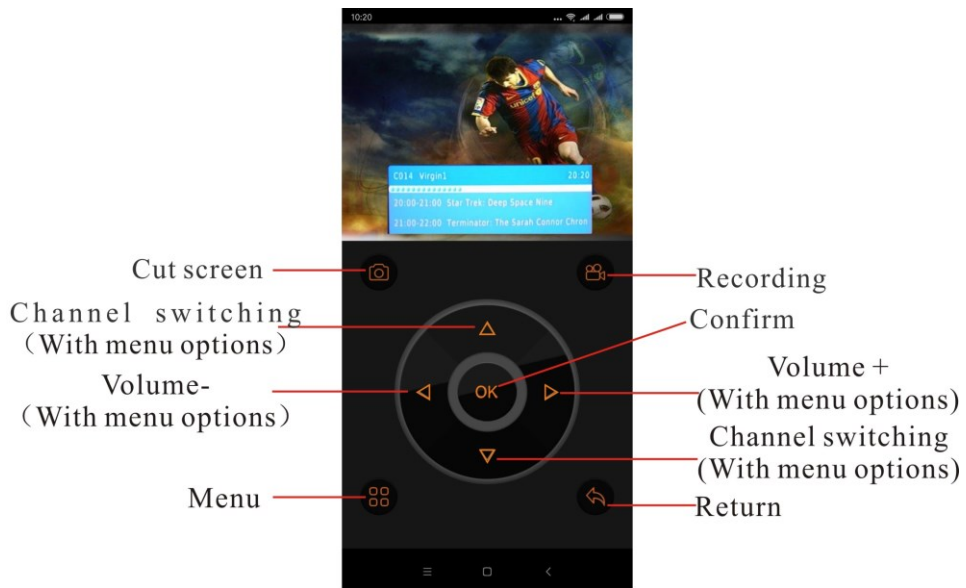 10:20
unicef
C014 Virgin1 20:20
20:00-21:00 Star Trek: Deep Space Nine
21:00-22:00 Terminator: The Sarah Connor Chron
Cut screen
Recording
Channel switching
（With menu options）
Confirm
Volume-
（With menu options）
OK
Volume +
(With menu options)
Channel switching
(With menu options)
Menu
Return